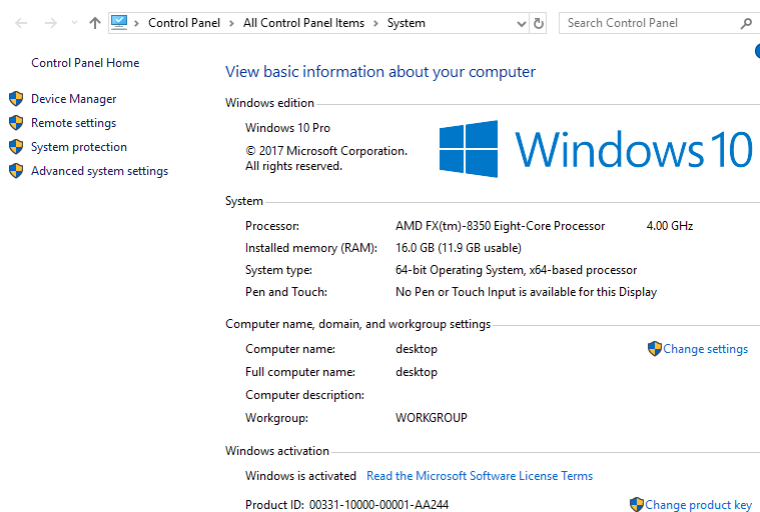 Control Panel > All Control Panel Items > System
Search Control Panel
Control Panel Home
Device Manager
Remote settings
System protection
Advanced system settings
View basic information about your computer
Windows edition
Windows 10 Pro
© 2017 Microsoft Corporation.
All rights reserved.
Windows 10
System
Processor: AMD FX(tm)-8350 Eight-Core Processor 4.00 GHz
Installed memory (RAM): 16.0 GB (11.9 GB usable)
System type: 64-bit Operating System, x64-based processor
Pen and Touch: No Pen or Touch Input is available for this Display
Computer name, domain, and workgroup settings
Computer name: desktop Change settings
Full computer name: desktop
Computer description:
Workgroup: WORKGROUP
Windows activation
Windows is activated Read the Microsoft Software License Terms
Product ID: 00331-10000-00001-AA244 Change product key